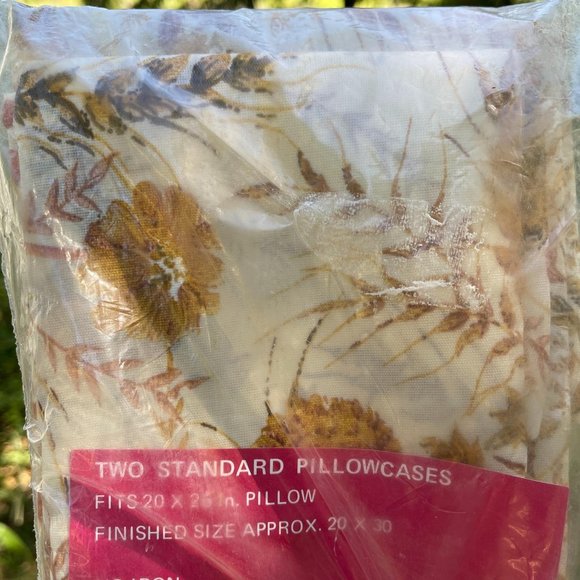 TWO STANDARD PILLOWCASES
FITS 20 X 26 In. PILLOW
FINISHED SIZE APPROX. 20 X 30